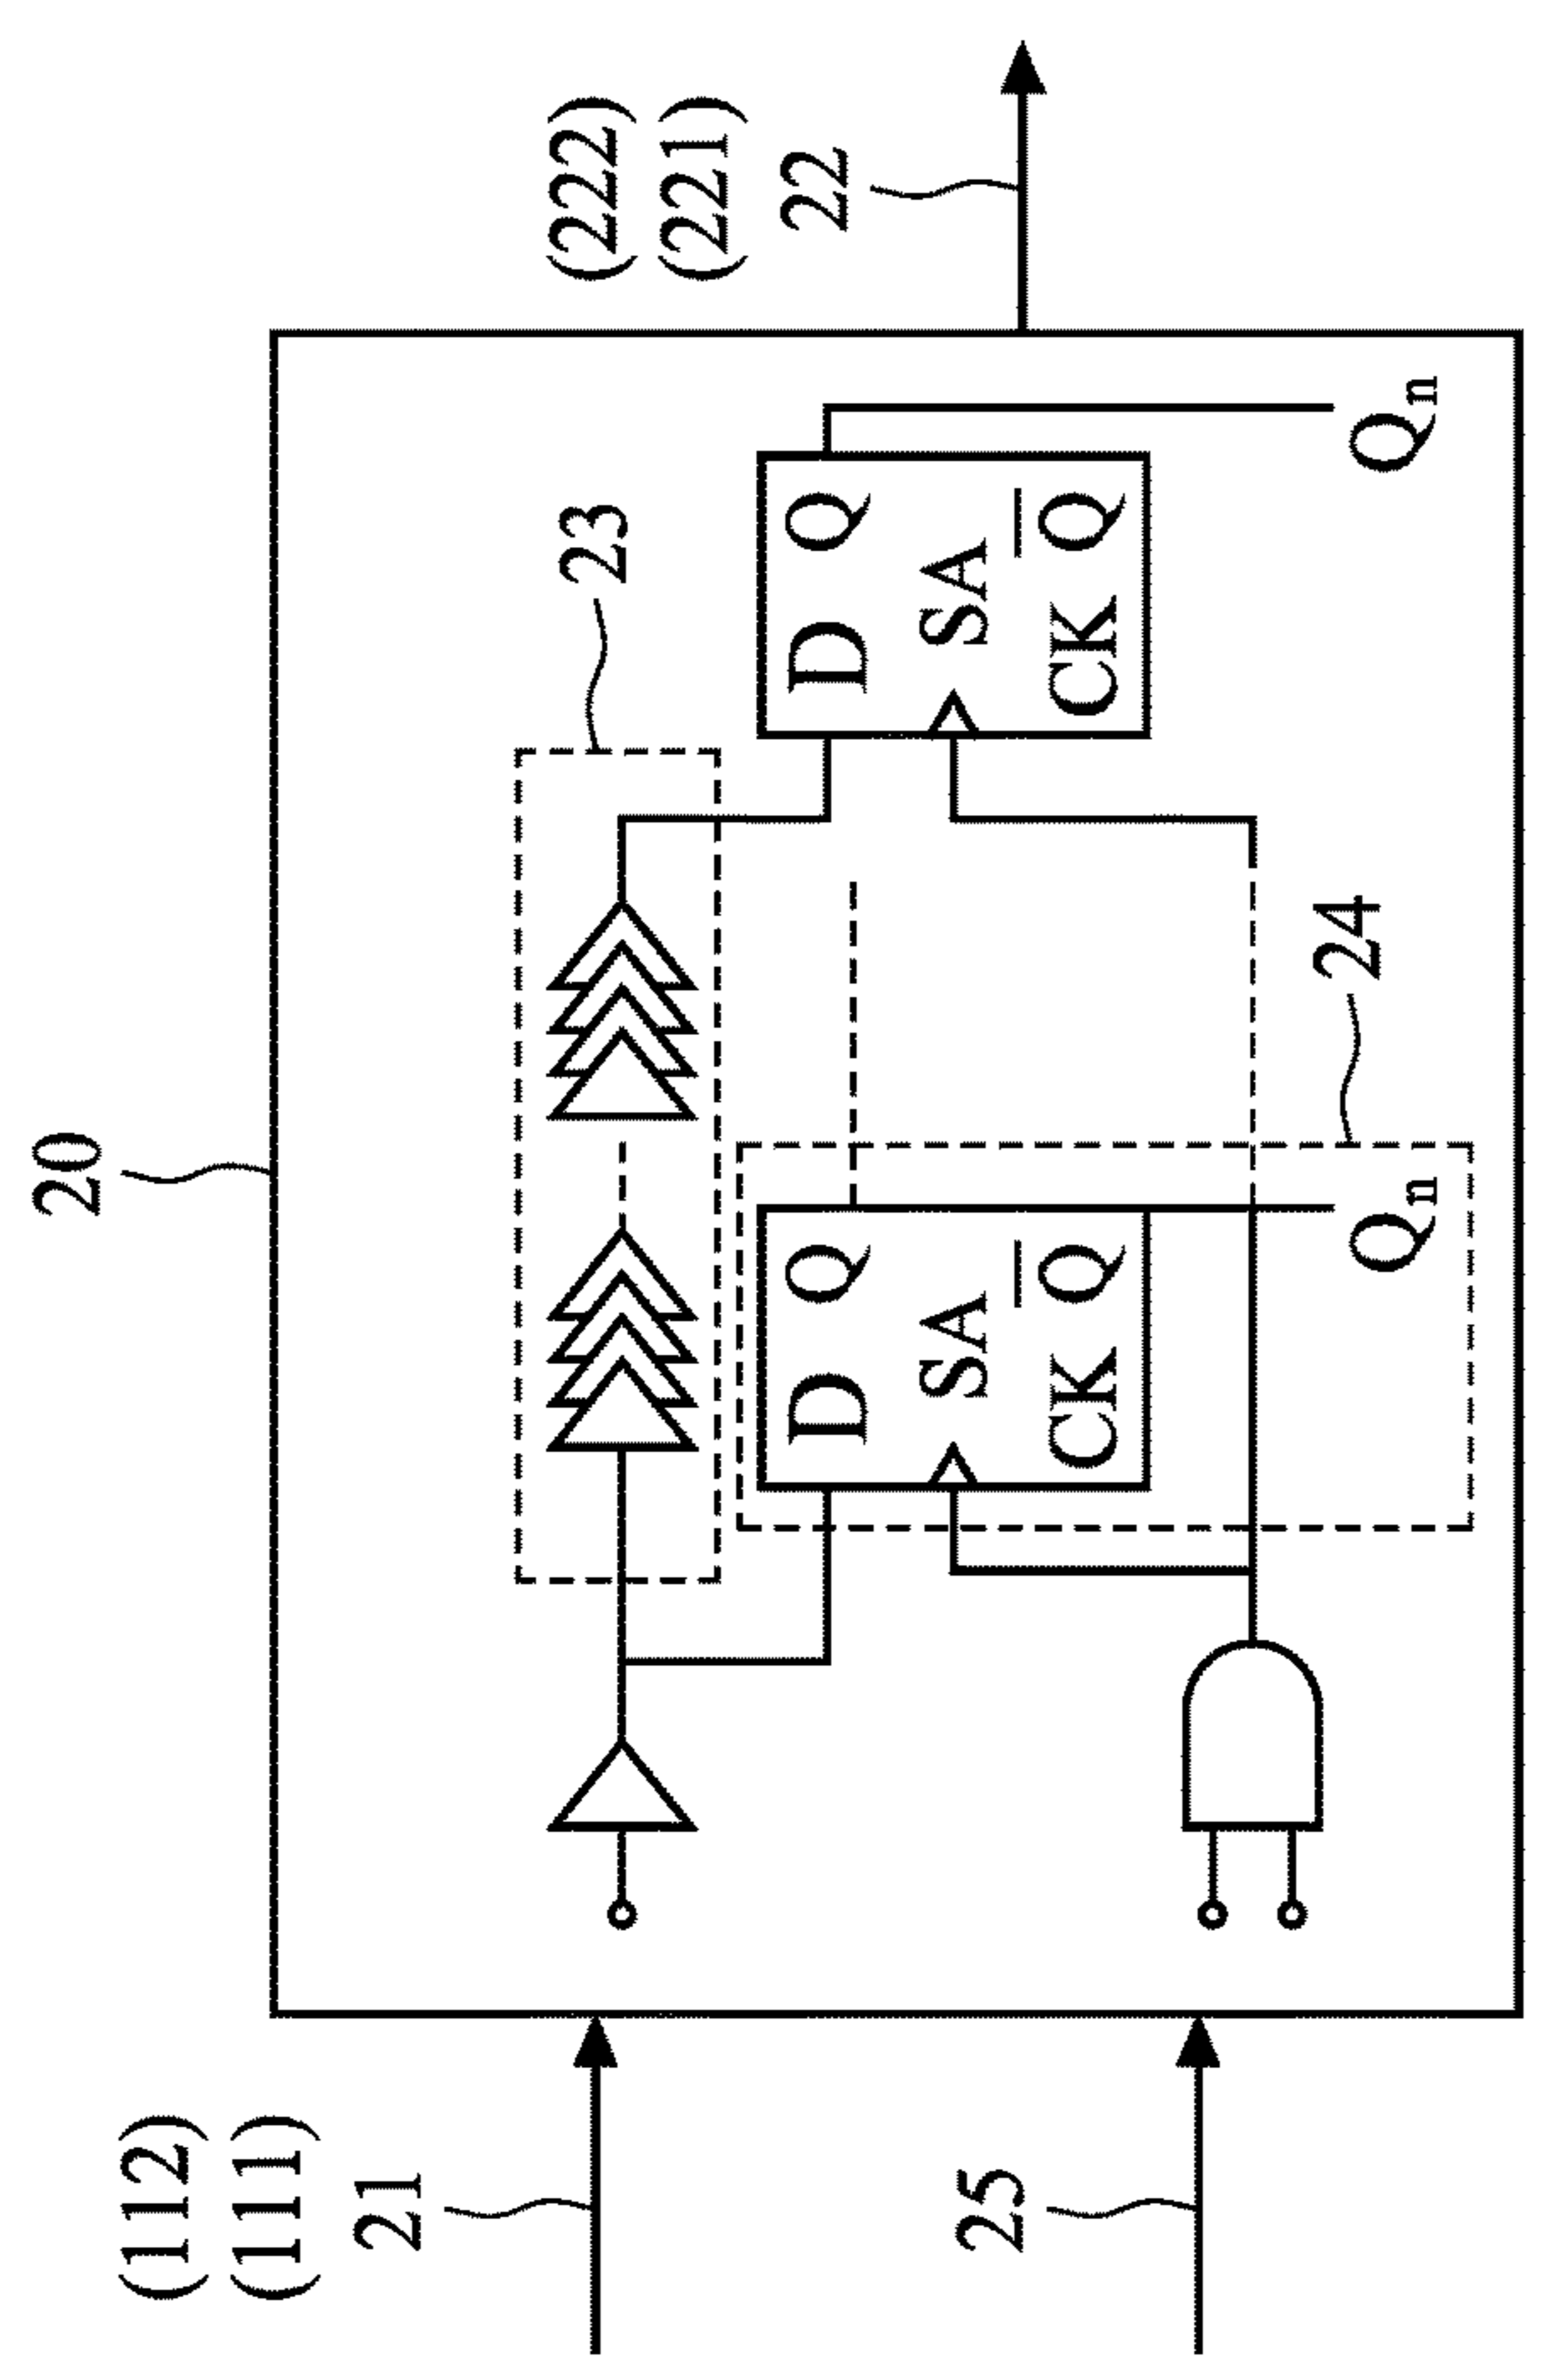 20
(112)
(111)
21
25
23
D Q
SA
CK Q̅
Qn
24
D Q
SA
CK Q̅
Qn
(222)
(221)
22